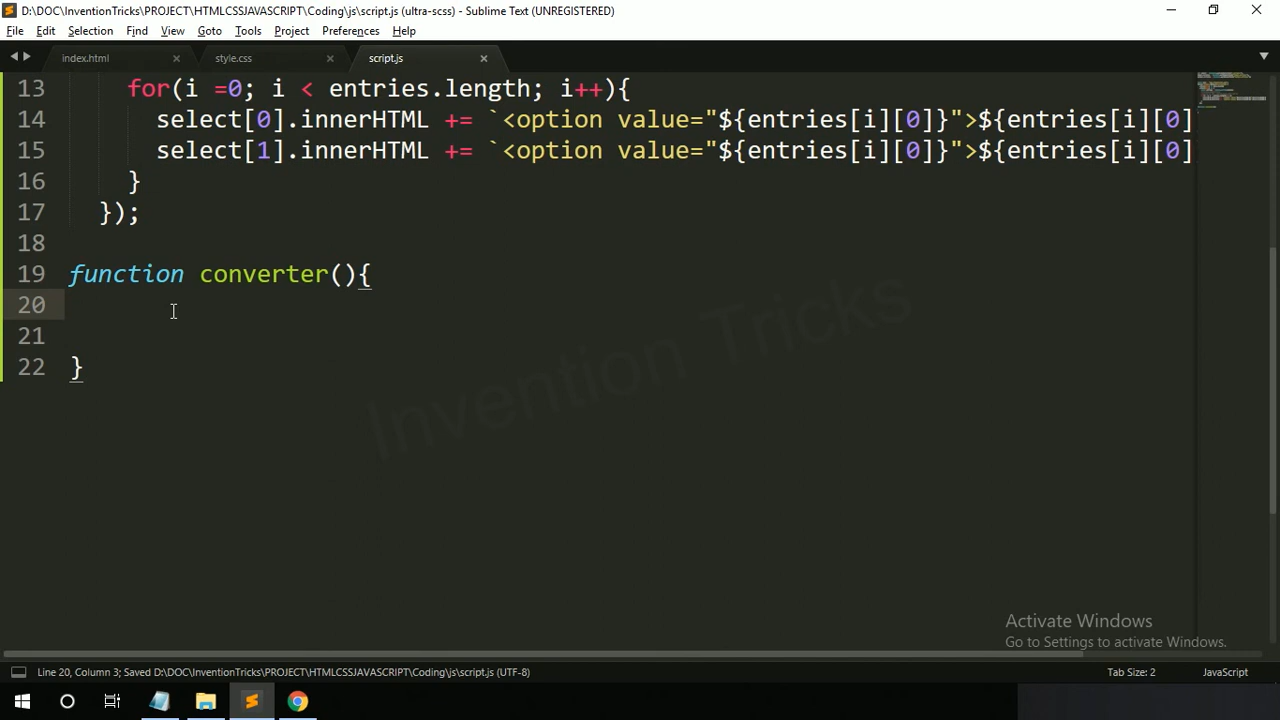 D:\DOC\InventionTricks\PROJECT\HTMLCSSJAVASCRIPT\Coding\js\script.js (ultra-scss) - Sublime Text (UNREGISTERED)
File Edit Selection Find View Goto Tools Project Preferences Help
index.html style.css script.js
13 for(i =0; i < entries.length; i++){
14 select[0].innerHTML += `<option value="${entries[i][0]}">${entries[i][0]
15 select[1].innerHTML += `<option value="${entries[i][0]}">${entries[i][0]
16 }
17 });
18
19 function converter(){
20
21
22 }
Invention Tricks
Activate Windows
Go to Settings to activate Windows.
Line 20, Column 3; Saved D:\DOC\InventionTricks\PROJECT\HTMLCSSJAVASCRIPT\Coding\js\script.js (UTF-8) Tab Size: 2 JavaScript